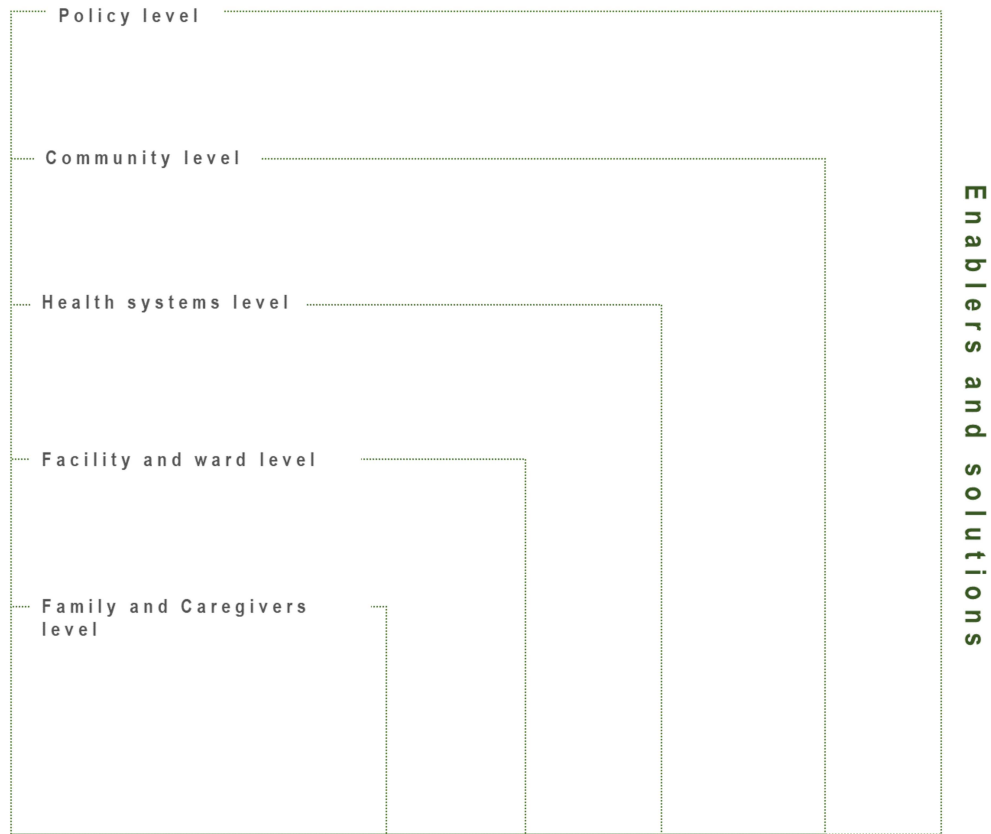 Policy level
Community level
Health systems level
Facility and ward level
Family and Caregivers
level
Enablers and solutions